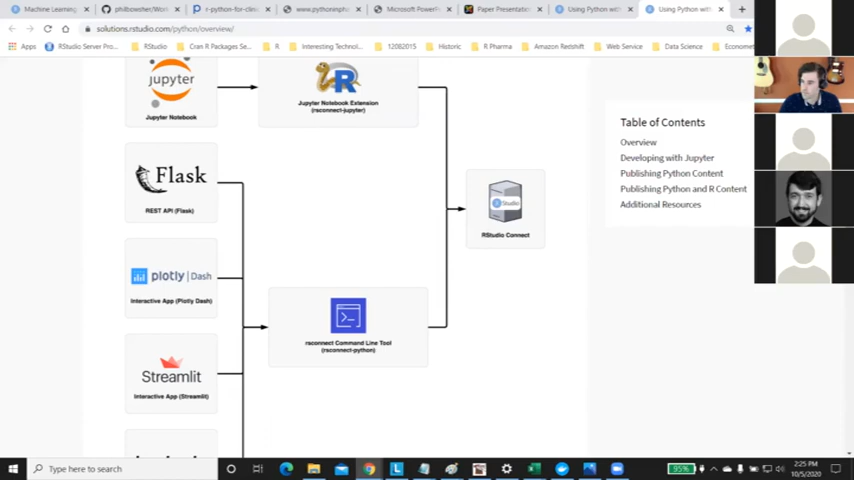 Machine Learning
philbowsher/Work
r-python-for-clin
www.pythoninph
Microsoft PowerP
Paper Presentation
Using Python with
Using Python with
solutions.rstudio.com/python/overview/
Apps
RStudio Server Pro...
RStudio
Cran R Packages Se...
R
Interesting Technol...
12082015
Historic
R Pharma
Amazon Redshift
Web Service
Data Science
Economet
jupyter
Jupyter Notebook
R
Jupyter Notebook Extension
(rsconnect-jupyter)
Flask
REST API (Flask)
Studio
RStudio Connect
plotly | Dash
Interactive App (Plotly Dash)
rsconnect Command Line Tool
(rsconnect-python)
Streamlit
Interactive App (Streamlit)
Table of Contents
Overview
Developing with Jupyter
Publishing Python Content
Publishing Python and R Content
Additional Resources
Type here to search
95%
2:25 PM
10/5/2020